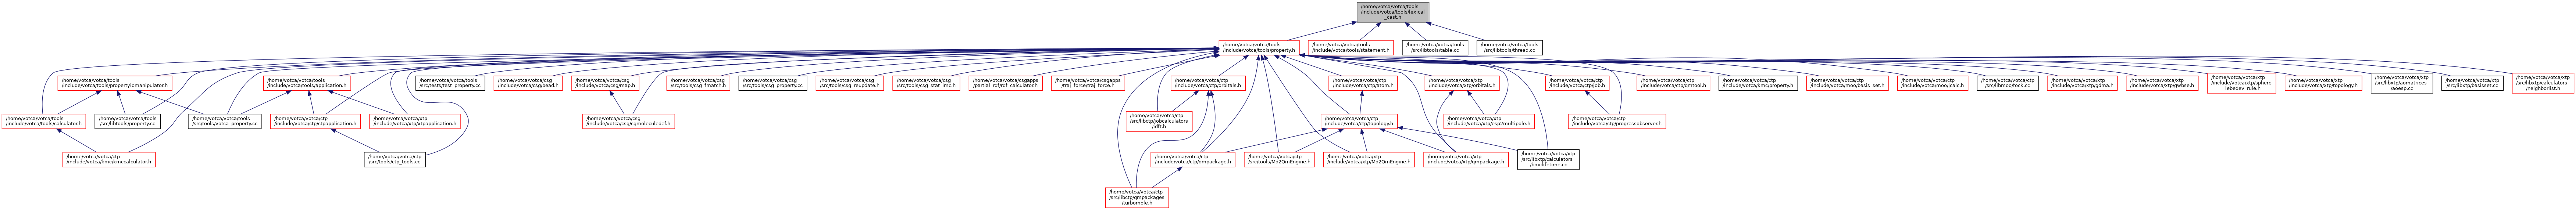 /home/votca/votca/tools
/include/votca/tools/lexical
_cast.h
/home/votca/votca/tools
/include/votca/tools/property.h
/home/votca/votca/tools
/include/votca/tools/statement.h
/home/votca/votca/tools
/src/libtools/table.cc
/home/votca/votca/tools
/src/libtools/thread.cc
/home/votca/votca/tools
/include/votca/tools/propertyiomanipulator.h
/home/votca/votca/tools
/include/votca/tools/application.h
/home/votca/votca/tools
/src/tests/test_property.cc
/home/votca/votca/csg
/include/votca/csg/bead.h
/home/votca/votca/csg
/include/votca/csg/map.h
/home/votca/votca/csg
/src/tools/csg_fmatch.h
/home/votca/votca/csg
/src/tools/csg_property.cc
/home/votca/votca/csg
/src/tools/csg_reupdate.h
/home/votca/votca/csg
/src/tools/csg_stat_imc.h
/home/votca/votca/csgapps
/partial_rdf/rdf_calculator.h
/home/votca/votca/csgapps
/traj_force/traj_force.h
/home/votca/votca/ctp
/include/votca/ctp/orbitals.h
/home/votca/votca/ctp
/include/votca/ctp/atom.h
/home/votca/votca/xtp
/include/votca/xtp/orbitals.h
/home/votca/votca/ctp
/include/votca/ctp/job.h
/home/votca/votca/ctp
/include/votca/ctp/qmtool.h
/home/votca/votca/ctp
/include/votca/kmc/property.h
/home/votca/votca/ctp
/include/votca/moo/basis_set.h
/home/votca/votca/ctp
/include/votca/moo/jcalc.h
/home/votca/votca/ctp
/src/libmoo/fock.cc
/home/votca/votca/xtp
/include/votca/xtp/gdma.h
/home/votca/votca/xtp
/include/votca/xtp/gwbse.h
/home/votca/votca/xtp
/include/votca/xtp/sphere
_lebedev_rule.h
/home/votca/votca/xtp
/include/votca/xtp/topology.h
/home/votca/votca/xtp
/src/libxtp/aomatrices
/aoesp.cc
/home/votca/votca/xtp
/src/libxtp/basisset.cc
/home/votca/votca/xtp
/src/libxtp/calculators
/neighborlist.h
/home/votca/votca/tools
/include/votca/tools/calculator.h
/home/votca/votca/tools
/src/libtools/property.cc
/home/votca/votca/tools
/src/tools/votca_property.cc
/home/votca/votca/ctp
/include/votca/ctp/ctpapplication.h
/home/votca/votca/xtp
/include/votca/xtp/xtpapplication.h
/home/votca/votca/csg
/include/votca/csg/cgmoleculedef.h
/home/votca/votca/ctp
/src/libctp/jobcalculators
/idft.h
/home/votca/votca/ctp
/include/votca/ctp/topology.h
/home/votca/votca/xtp
/include/votca/xtp/esp2multipole.h
/home/votca/votca/ctp
/include/votca/ctp/progressobserver.h
/home/votca/votca/ctp
/include/votca/kmc/kmccalculator.h
/home/votca/votca/ctp
/src/tools/ctp_tools.cc
/home/votca/votca/ctp
/include/votca/ctp/qmpackage.h
/home/votca/votca/ctp
/src/tools/Md2QmEngine.h
/home/votca/votca/xtp
/include/votca/xtp/Md2QmEngine.h
/home/votca/votca/xtp
/include/votca/xtp/qmpackage.h
/home/votca/votca/xtp
/src/libxtp/calculators
/kmclifetime.cc
/home/votca/votca/ctp
/src/libctp/qmpackages
/turbomole.h